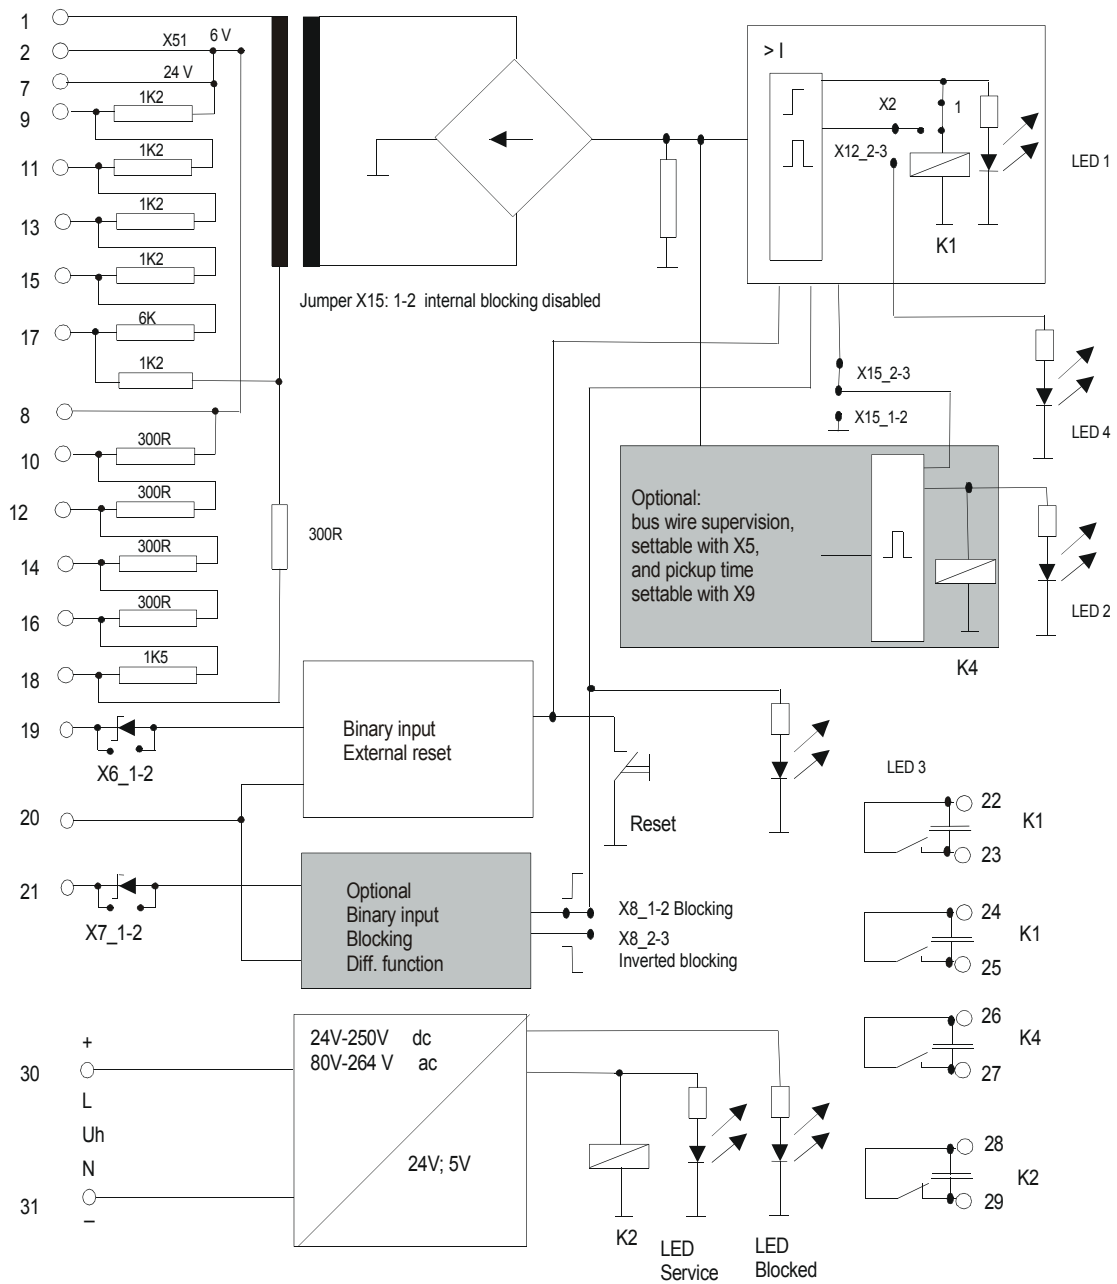 1
2
X51
6 V
7
24 V
9
1K2
11
1K2
13
1K2
15
1K2
17
6K
1K2
8
10
300R
12
300R
14
300R
16
300R
18
1K5
300R
Jumper X15: 1-2 internal blocking disabled
> I
X2
1
X12_2-3
K1
LED 1
X15_2-3
X15_1-2
LED 4
Optional:
bus wire supervision,
settable with X5,
and pickup time
settable with X9
K4
LED 2
19
X6_1-2
Binary input
External reset
Reset
LED 3
20
21
X7_1-2
Optional
Binary input
Blocking
Diff. function
X8_1-2 Blocking
X8_2-3
Inverted blocking
22
K1
23
24
K1
25
26
K4
27
28
K2
29
+
30
L
Uh
N
31
–
24V-250V dc
80V-264 V ac
24V; 5V
K2
LED
Service
LED
Blocked